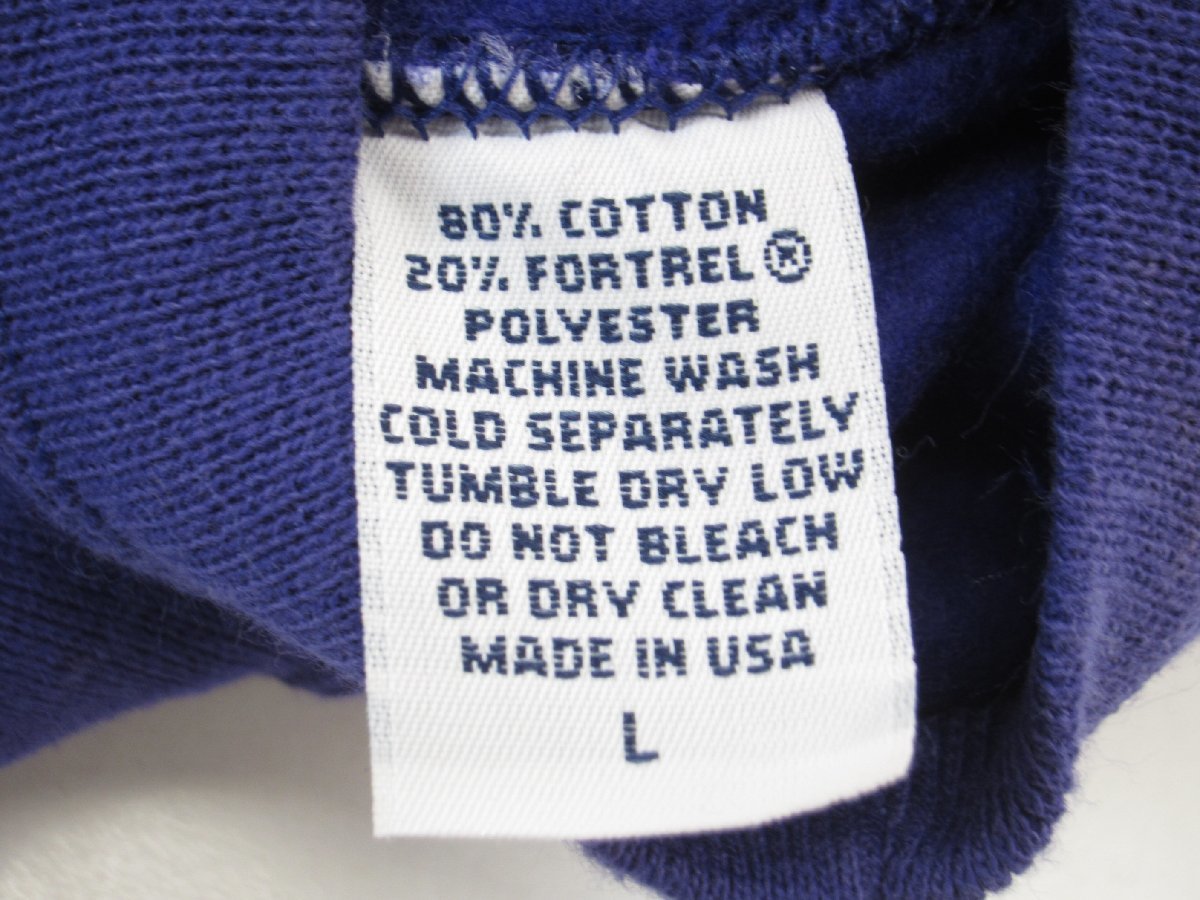 80% COTTON
20% FORTREL®
POLYESTER
MACHINE WASH
COLD SEPARATELY
TUMBLE DRY LOW
DO NOT BLEACH
OR DRY CLEAN
MADE IN USA
L